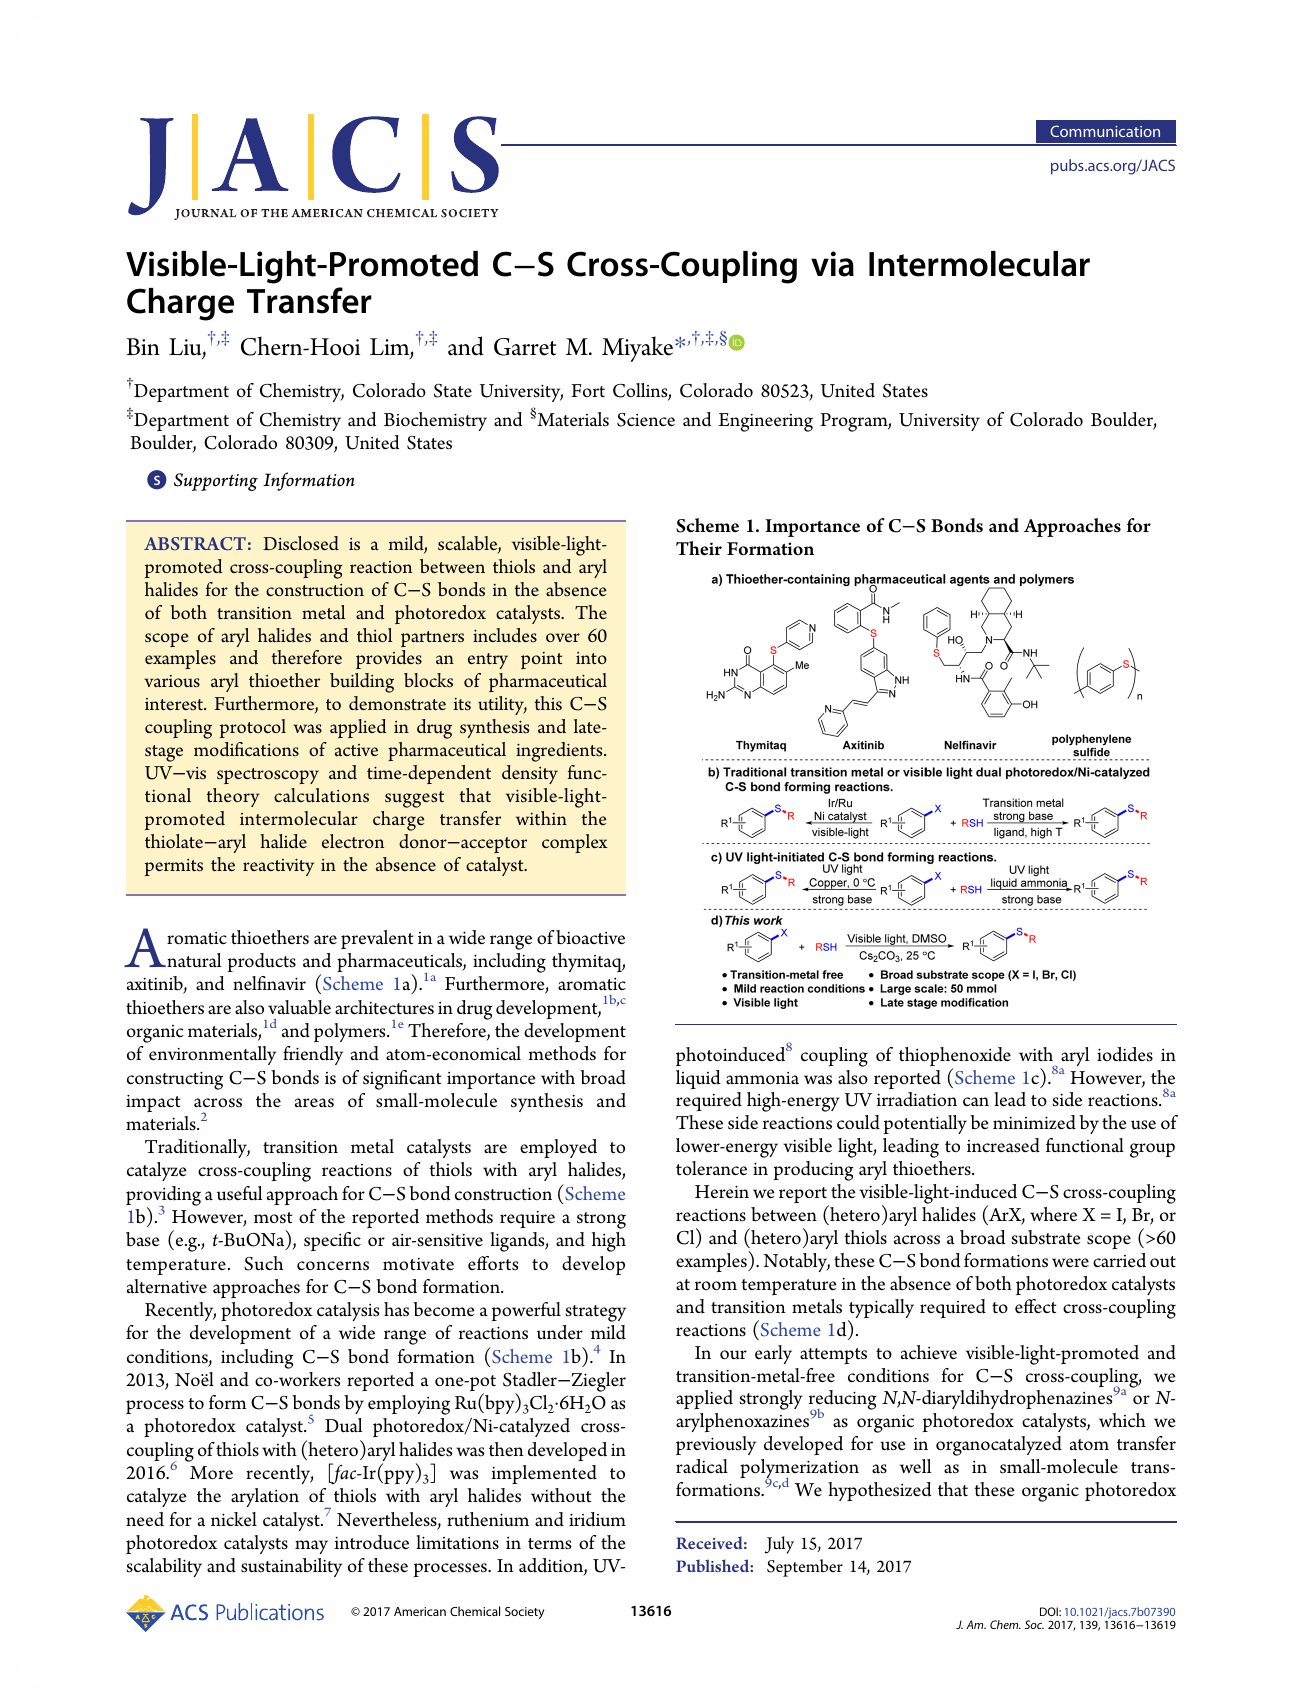 J|A|C|S
JOURNAL OF THE AMERICAN CHEMICAL SOCIETY
Communication
pubs.acs.org/JACS
Visible-Light-Promoted C−S Cross-Coupling via Intermolecular
Charge Transfer
Bin Liu,†,‡ Chern-Hooi Lim,†,‡ and Garret M. Miyake*,†,‡,§ iD
†Department of Chemistry, Colorado State University, Fort Collins, Colorado 80523, United States
‡Department of Chemistry and Biochemistry and §Materials Science and Engineering Program, University of Colorado Boulder,
Boulder, Colorado 80309, United States
S Supporting Information
ABSTRACT: Disclosed is a mild, scalable, visible-light-
promoted cross-coupling reaction between thiols and aryl
halides for the construction of C−S bonds in the absence
of both transition metal and photoredox catalysts. The
scope of aryl halides and thiol partners includes over 60
examples and therefore provides an entry point into
various aryl thioether building blocks of pharmaceutical
interest. Furthermore, to demonstrate its utility, this C−S
coupling protocol was applied in drug synthesis and late-
stage modifications of active pharmaceutical ingredients.
UV−vis spectroscopy and time-dependent density func-
tional theory calculations suggest that visible-light-
promoted intermolecular charge transfer within the
thiolate−aryl halide electron donor−acceptor complex
permits the reactivity in the absence of catalyst.
Aromatic thioethers are prevalent in a wide range of bioactive
natural products and pharmaceuticals, including thymitaq,
axitinib, and nelfinavir (Scheme 1a).1a Furthermore, aromatic
thioethers are also valuable architectures in drug development,1b,c
organic materials,1d and polymers.1e Therefore, the development
of environmentally friendly and atom-economical methods for
constructing C−S bonds is of significant importance with broad
impact across the areas of small-molecule synthesis and
materials.2
Traditionally, transition metal catalysts are employed to
catalyze cross-coupling reactions of thiols with aryl halides,
providing a useful approach for C−S bond construction (Scheme
1b).3 However, most of the reported methods require a strong
base (e.g., t-BuONa), specific or air-sensitive ligands, and high
temperature. Such concerns motivate efforts to develop
alternative approaches for C−S bond formation.
Recently, photoredox catalysis has become a powerful strategy
for the development of a wide range of reactions under mild
conditions, including C−S bond formation (Scheme 1b).4 In
2013, Noël and co-workers reported a one-pot Stadler−Ziegler
process to form C−S bonds by employing Ru(bpy)3Cl2·6H2O as
a photoredox catalyst.5 Dual photoredox/Ni-catalyzed cross-
coupling of thiols with (hetero)aryl halides was then developed in
2016.6 More recently, [fac-Ir(ppy)3] was implemented to
catalyze the arylation of thiols with aryl halides without the
need for a nickel catalyst.7 Nevertheless, ruthenium and iridium
photoredox catalysts may introduce limitations in terms of the
scalability and sustainability of these processes. In addition, UV-
Scheme 1. Importance of C−S Bonds and Approaches for
Their Formation
a) Thioether-containing pharmaceutical agents and polymers
O HN H2N N S N Me
O N H S NH N N
H H N HO S HN O O NH OH
S n
Thymitaq Axitinib Nelfinavir polyphenylene
sulfide
b) Traditional transition metal or visible light dual photoredox/Ni-catalyzed
C-S bond forming reactions.
R1 S R Ir/Ru Ni catalyst visible-light R1 X + RSH Transition metal strong base ligand, high T R1 S R
c) UV light-initiated C-S bond forming reactions.
R1 S R UV light Copper, 0 °C strong base R1 X + RSH UV light liquid ammonia strong base R1 S R
d) This work
R1 X + RSH Visible light, DMSO Cs2CO3, 25 °C R1 S R
• Transition-metal free • Broad substrate scope (X = I, Br, Cl)
• Mild reaction conditions • Large scale: 50 mmol
• Visible light • Late stage modification
photoinduced8 coupling of thiophenoxide with aryl iodides in
liquid ammonia was also reported (Scheme 1c).8a However, the
required high-energy UV irradiation can lead to side reactions.8a
These side reactions could potentially be minimized by the use of
lower-energy visible light, leading to increased functional group
tolerance in producing aryl thioethers.
Herein we report the visible-light-induced C−S cross-coupling
reactions between (hetero)aryl halides (ArX, where X = I, Br, or
Cl) and (hetero)aryl thiols across a broad substrate scope (>60
examples). Notably, these C−S bond formations were carried out
at room temperature in the absence of both photoredox catalysts
and transition metals typically required to effect cross-coupling
reactions (Scheme 1d).
In our early attempts to achieve visible-light-promoted and
transition-metal-free conditions for C−S cross-coupling, we
applied strongly reducing N,N-diaryldihydrophenazines9a or N-
arylphenoxazines9b as organic photoredox catalysts, which we
previously developed for use in organocatalyzed atom transfer
radical polymerization as well as in small-molecule trans-
formations.9c,d We hypothesized that these organic photoredox
Received: July 15, 2017
Published: September 14, 2017
ACS Publications
© 2017 American Chemical Society
13616
DOI: 10.1021/jacs.7b07390
J. Am. Chem. Soc. 2017, 139, 13616−13619